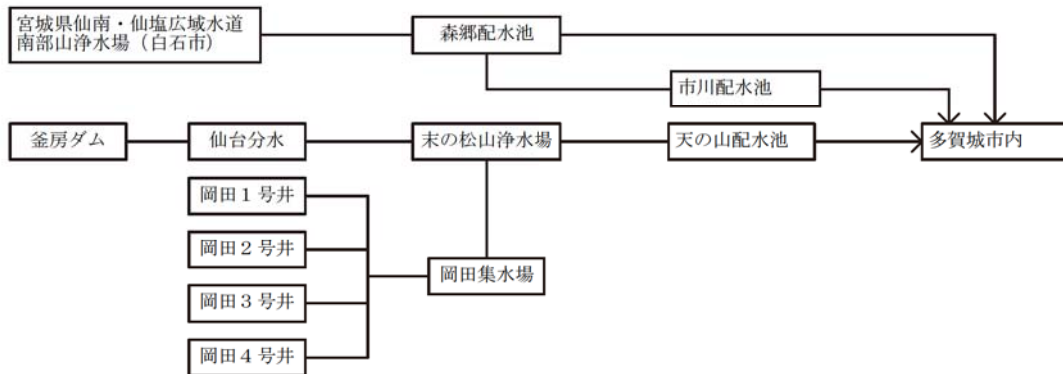 宮城県仙南・仙塩広域水道
南部山浄水場（白石市）
森郷配水池
市川配水池
釜房ダム
仙台分水
末の松山浄水場
天の山配水池
多賀城市内
岡田１号井
岡田２号井
岡田集水場
岡田３号井
岡田４号井